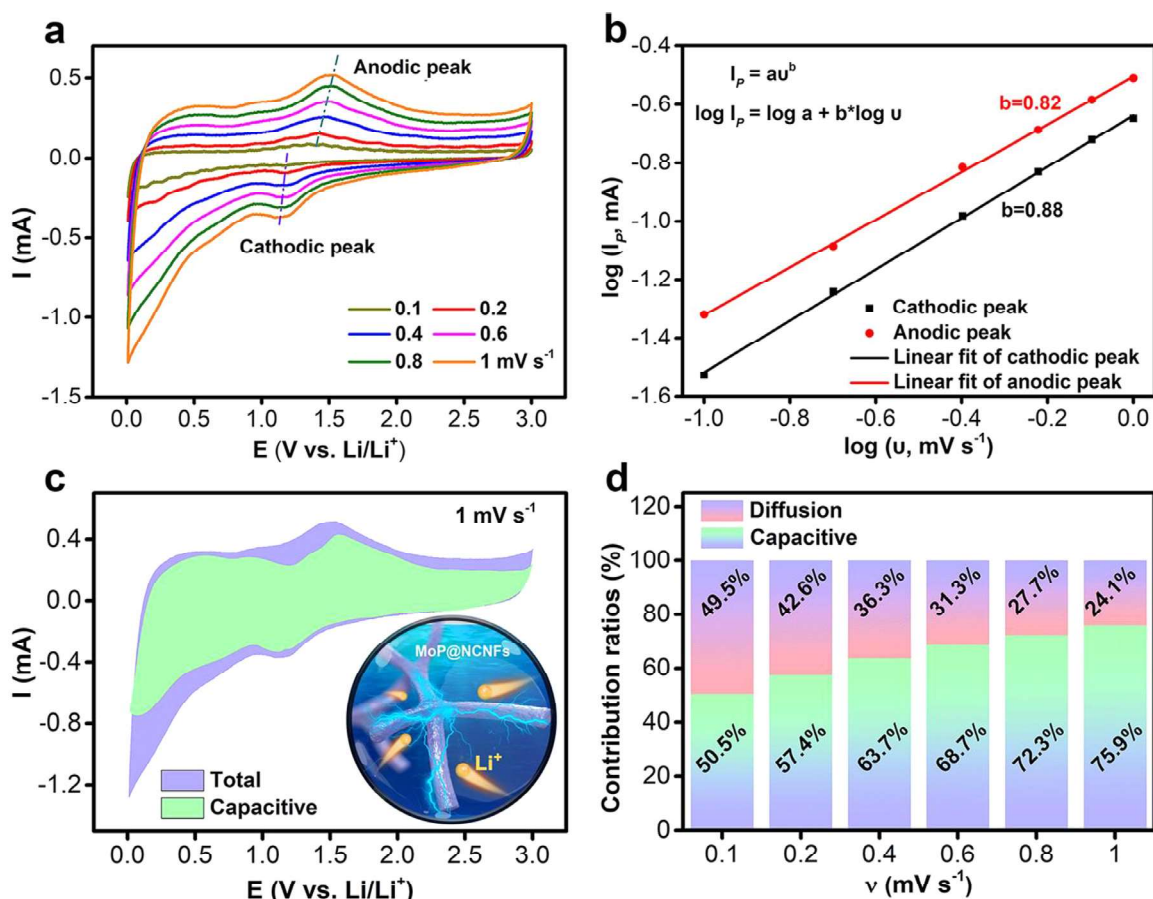 a
I (mA)
0.5
0.0
-0.5
-1.0
-1.5
Anodic peak
Cathodic peak
0.1 0.2
0.4 0.6
0.8 1 mV s⁻¹
0.0 0.5 1.0 1.5 2.0 2.5 3.0
E (V vs. Li/Li⁺)
b
log (I_P, mA)
-0.4
-0.6
-0.8
-1.0
-1.2
-1.4
-1.6
I_P = aυᵇ
log I_P = log a + b*log υ
b=0.82
b=0.88
Cathodic peak
Anodic peak
Linear fit of cathodic peak
Linear fit of anodic peak
-1.0 -0.8 -0.6 -0.4 -0.2 0.0
log (υ, mV s⁻¹)
c
I (mA)
0.4
0.0
-0.4
-0.8
-1.2
1 mV s⁻¹
MoP@NCNFs
Li⁺
Total
Capacitive
0.0 0.5 1.0 1.5 2.0 2.5 3.0
E (V vs. Li/Li⁺)
d
Contribution ratios (%)
120
100
80
60
40
20
0
Diffusion
Capacitive
49.5% 42.6% 36.3% 31.3% 27.7% 24.1%
50.5% 57.4% 63.7% 68.7% 72.3% 75.9%
0.1 0.2 0.4 0.6 0.8 1
ν (mV s⁻¹)